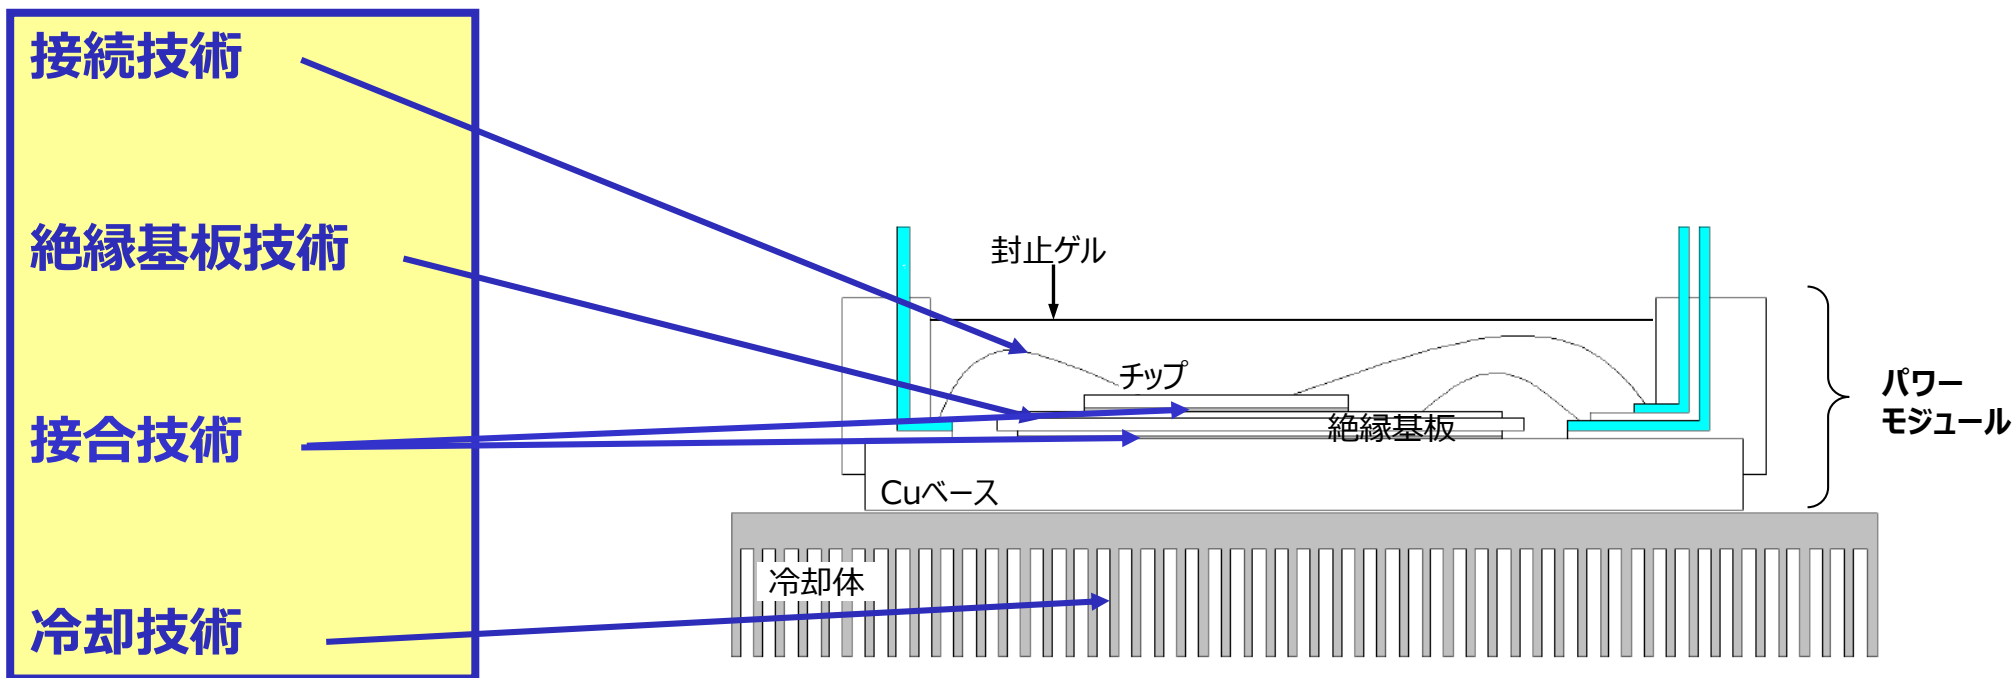 接続技術
絶縁基板技術
接合技術
冷却技術
封止ゲル
チップ
絶縁基板
Cuベース
冷却体
パワー
モジュール